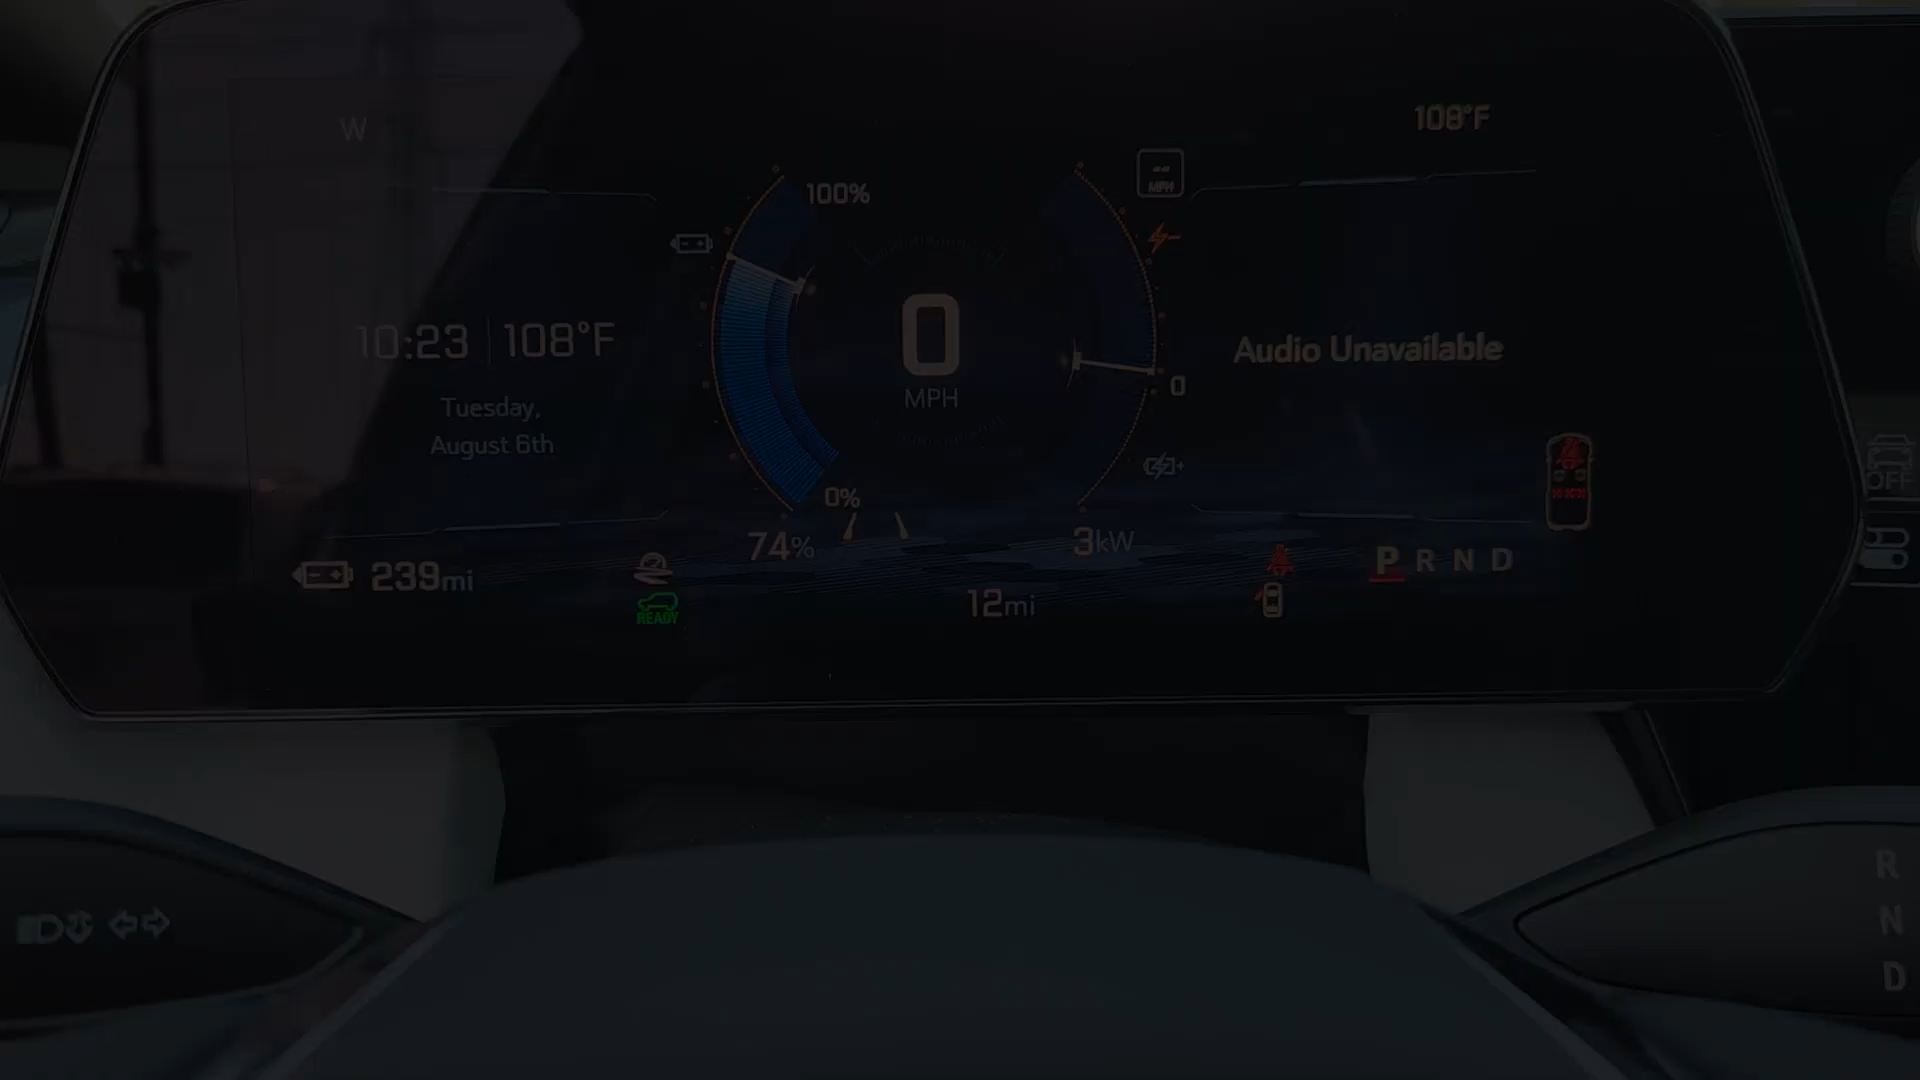 W
108°F
-- MPH
100%
10:23 | 108°F
0
MPH
Audio Unavailable
0
Tuesday,
August 6th
0%
74%
3kW
P R N D
239mi
READY
12mi
OFF
R
N
D